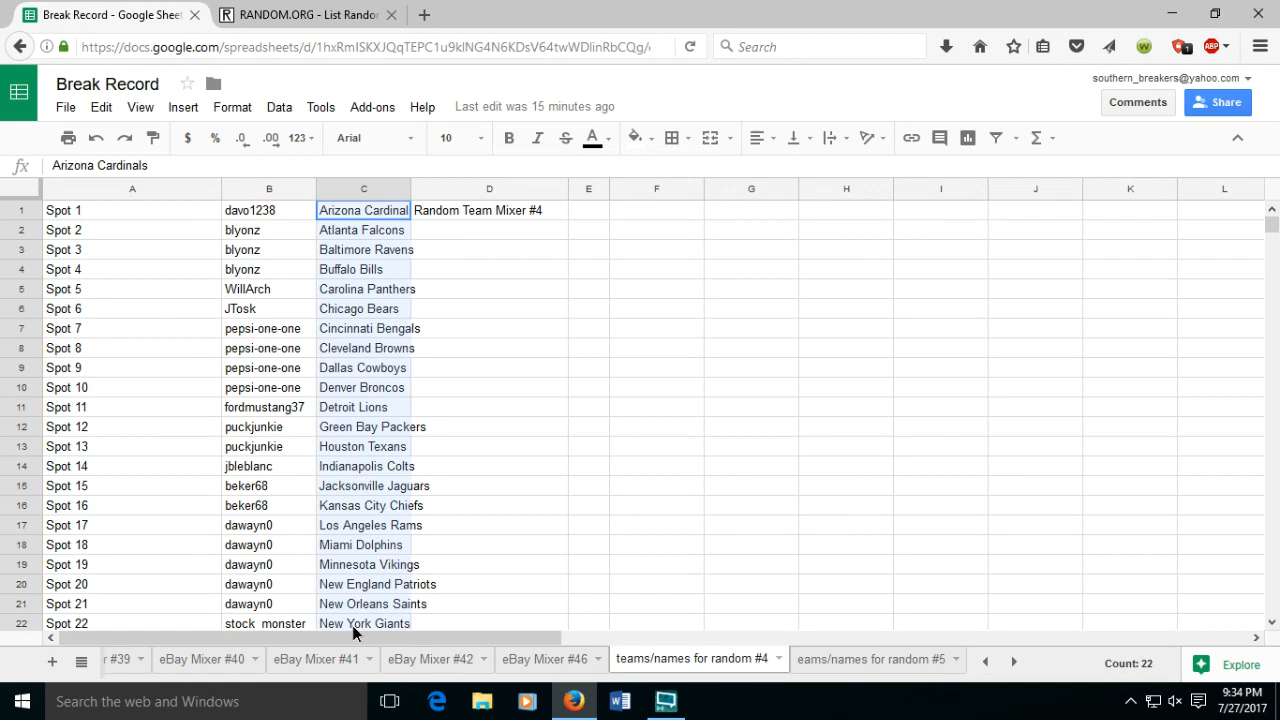 Break Record - Google Sheet
RANDOM.ORG - List Rando
https://docs.google.com/spreadsheets/d/1hxRmISKXJQqTEPC1u9kING4N6KDsV64twWDlinRbCQg/
Search
Break Record
southern_breakers@yahoo.com
File Edit View Insert Format Data Tools Add-ons Help Last edit was 15 minutes ago
Comments Share
$ % .0 .00 123 Arial 10 B I S A Σ
fx Arizona Cardinals
A B C D E F G H I J K L
1 Spot 1 davo1238 Arizona Cardinal Random Team Mixer #4
2 Spot 2 blyonz Atlanta Falcons
3 Spot 3 blyonz Baltimore Ravens
4 Spot 4 blyonz Buffalo Bills
5 Spot 5 WillArch Carolina Panthers
6 Spot 6 JTosk Chicago Bears
7 Spot 7 pepsi-one-one Cincinnati Bengals
8 Spot 8 pepsi-one-one Cleveland Browns
9 Spot 9 pepsi-one-one Dallas Cowboys
10 Spot 10 pepsi-one-one Denver Broncos
11 Spot 11 fordmustang37 Detroit Lions
12 Spot 12 puckjunkie Green Bay Packers
13 Spot 13 puckjunkie Houston Texans
14 Spot 14 jbleblanc Indianapolis Colts
15 Spot 15 beker68 Jacksonville Jaguars
16 Spot 16 beker68 Kansas City Chiefs
17 Spot 17 dawayn0 Los Angeles Rams
18 Spot 18 dawayn0 Miami Dolphins
19 Spot 19 dawayn0 Minnesota Vikings
20 Spot 20 dawayn0 New England Patriots
21 Spot 21 dawayn0 New Orleans Saints
22 Spot 22 stock_monster New York Giants
r #39 eBay Mixer #40 eBay Mixer #41 eBay Mixer #42 eBay Mixer #46 teams/names for random #4 eams/names for random #5 Count: 22 Explore
Search the web and Windows
9:34 PM
7/27/2017